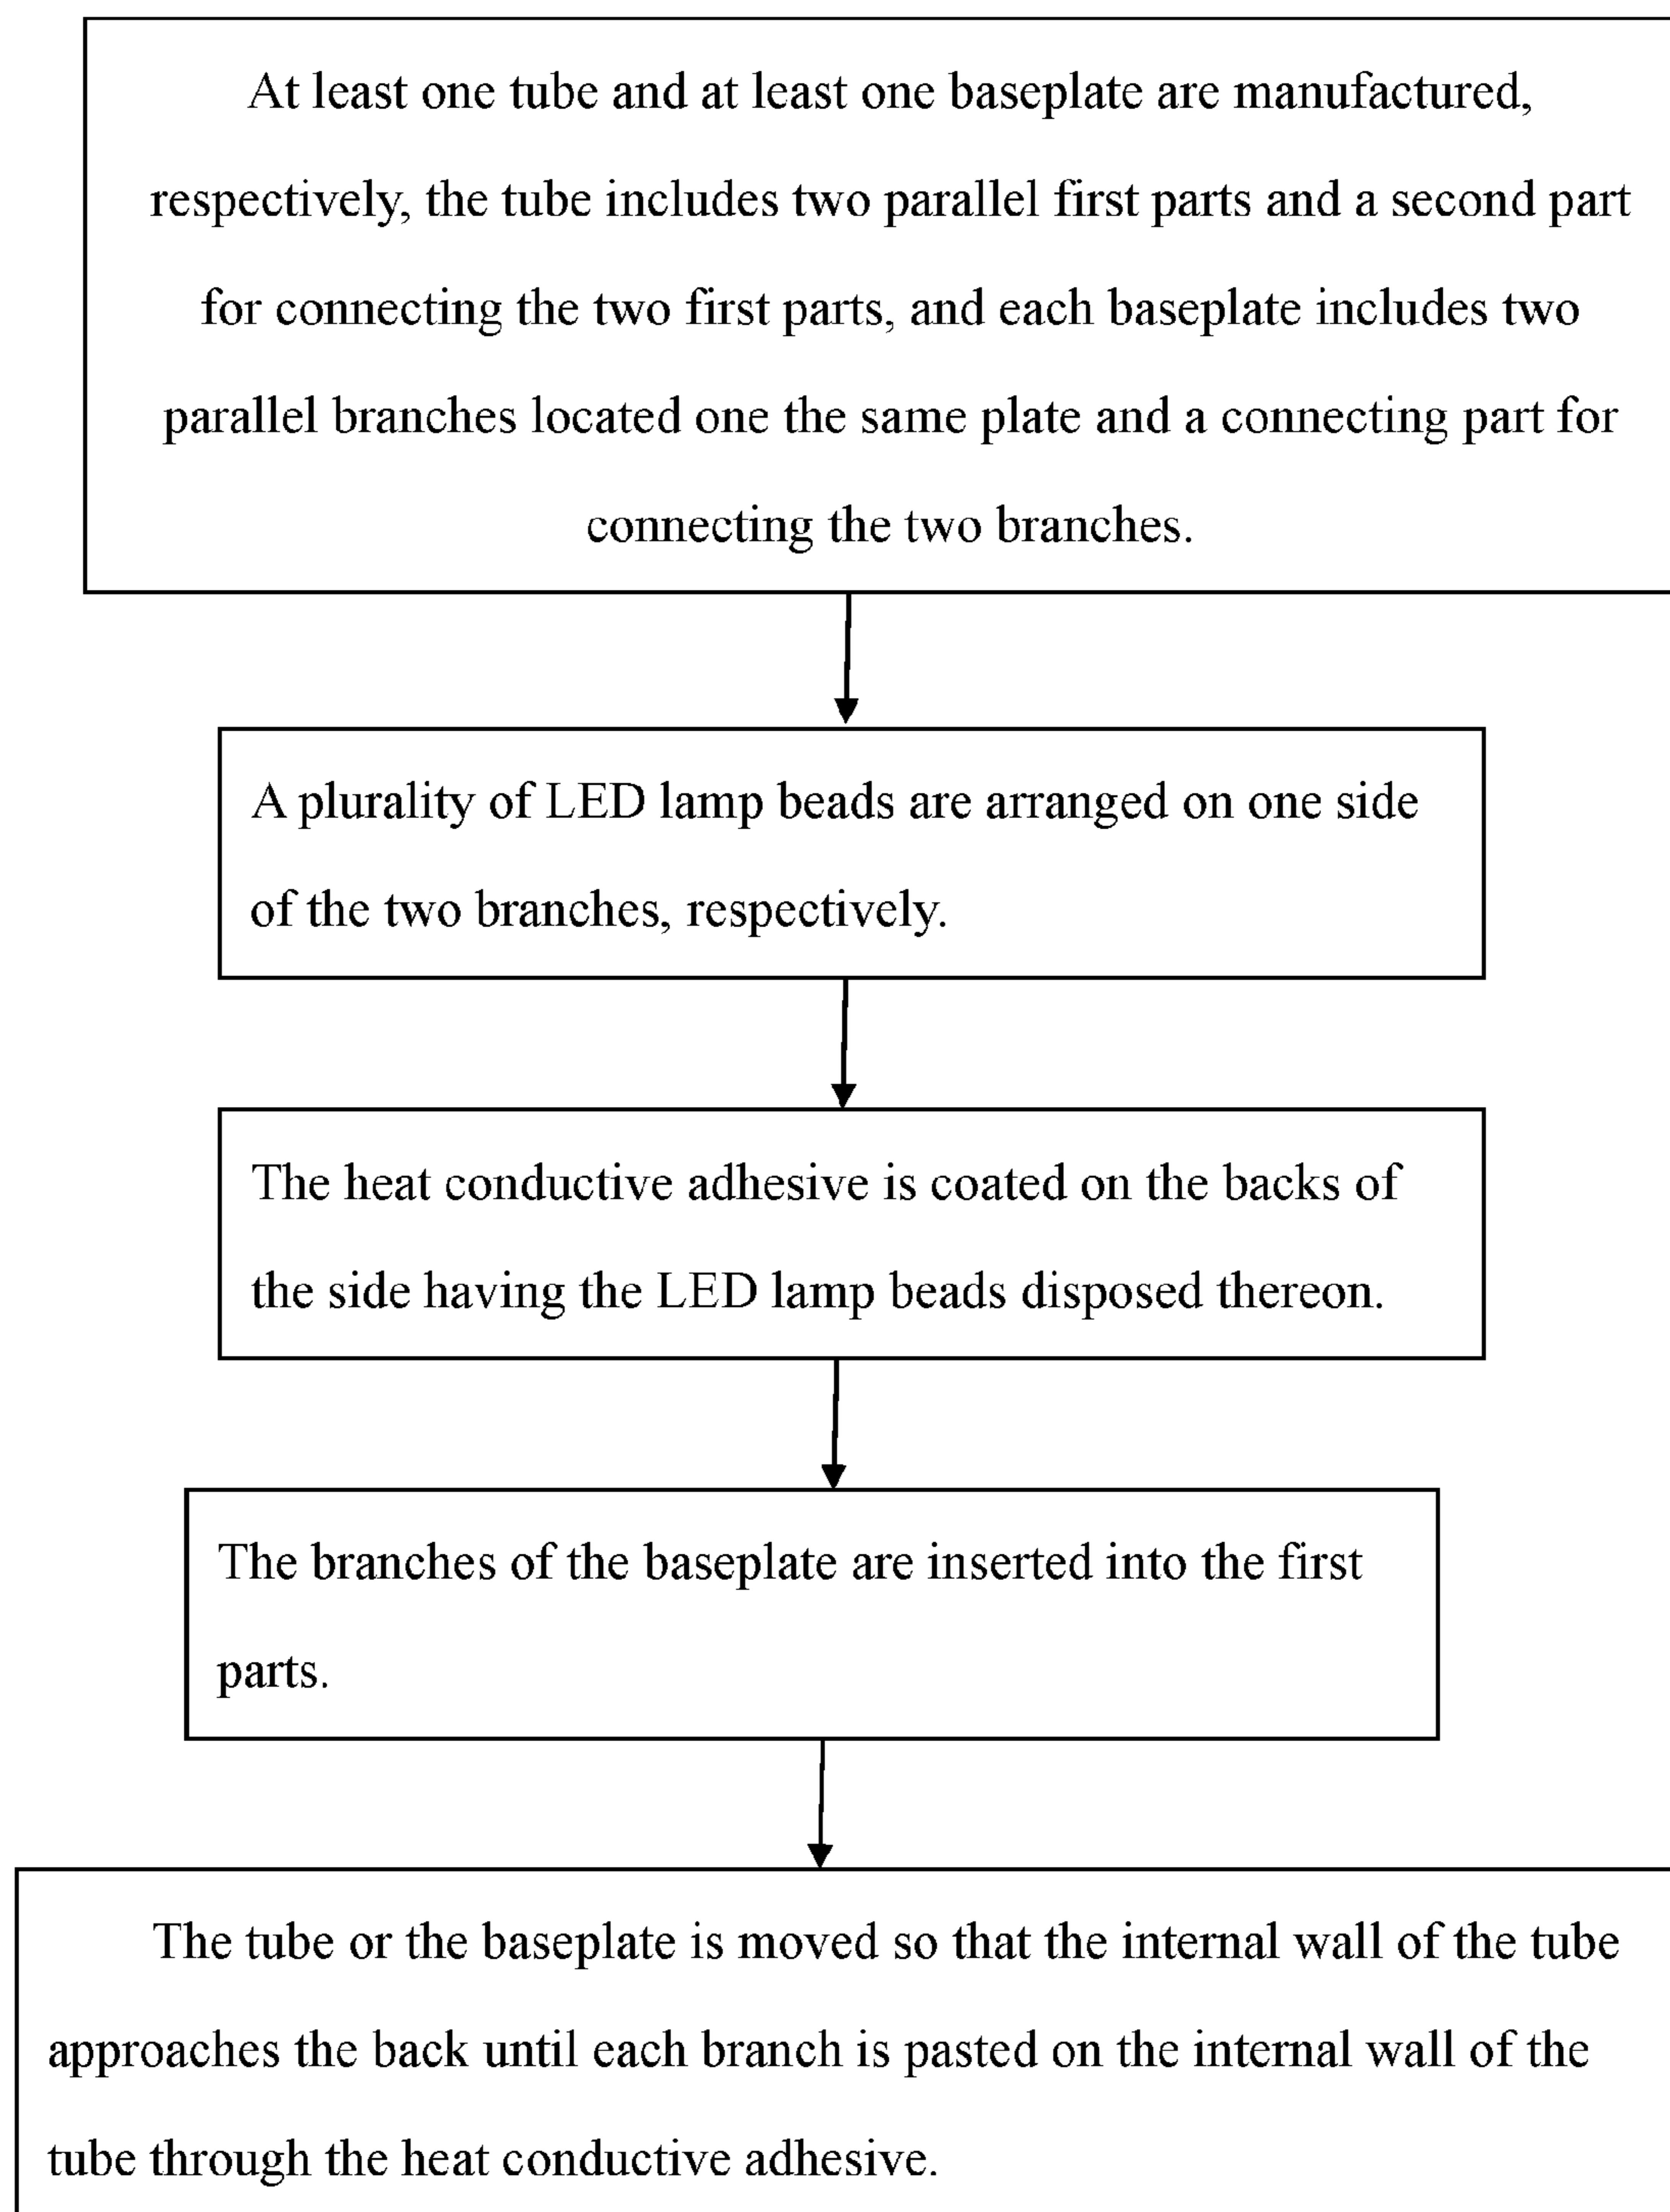 At least one tube and at least one baseplate are manufactured,
respectively, the tube includes two parallel first parts and a second part
for connecting the two first parts, and each baseplate includes two
parallel branches located one the same plate and a connecting part for
connecting the two branches.
A plurality of LED lamp beads are arranged on one side
of the two branches, respectively.
The heat conductive adhesive is coated on the backs of
the side having the LED lamp beads disposed thereon.
The branches of the baseplate are inserted into the first
parts.
The tube or the baseplate is moved so that the internal wall of the tube
approaches the back until each branch is pasted on the internal wall of the
tube through the heat conductive adhesive.